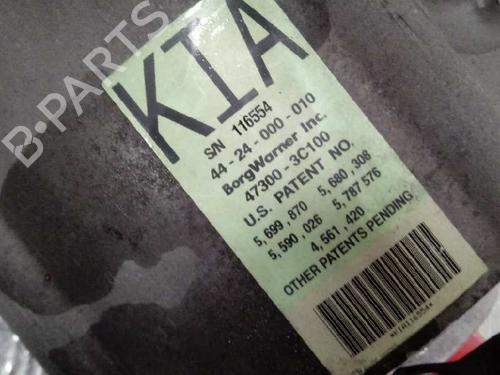 B-PARTS
KIA
S/N 116554
44-24-000-010
BorgWarner Inc.
47300-3C100
U.S. PATENT NO.
5,699,870 5,680,308
5,590,026 5,787,576
4,561,420
OTHER PATENTS PENDING
*KIA116554*